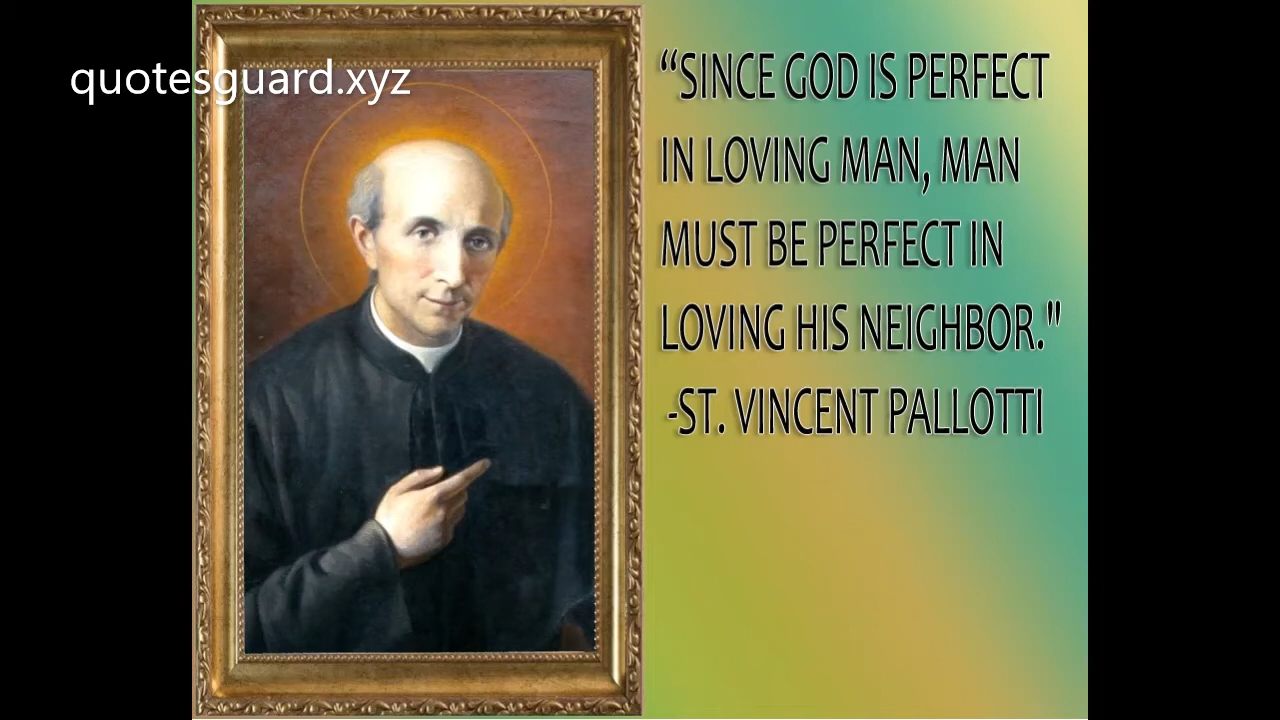 quotesguard.xyz
“SINCE GOD IS PERFECT
IN LOVING MAN, MAN
MUST BE PERFECT IN
LOVING HIS NEIGHBOR."
-ST. VINCENT PALLOTTI